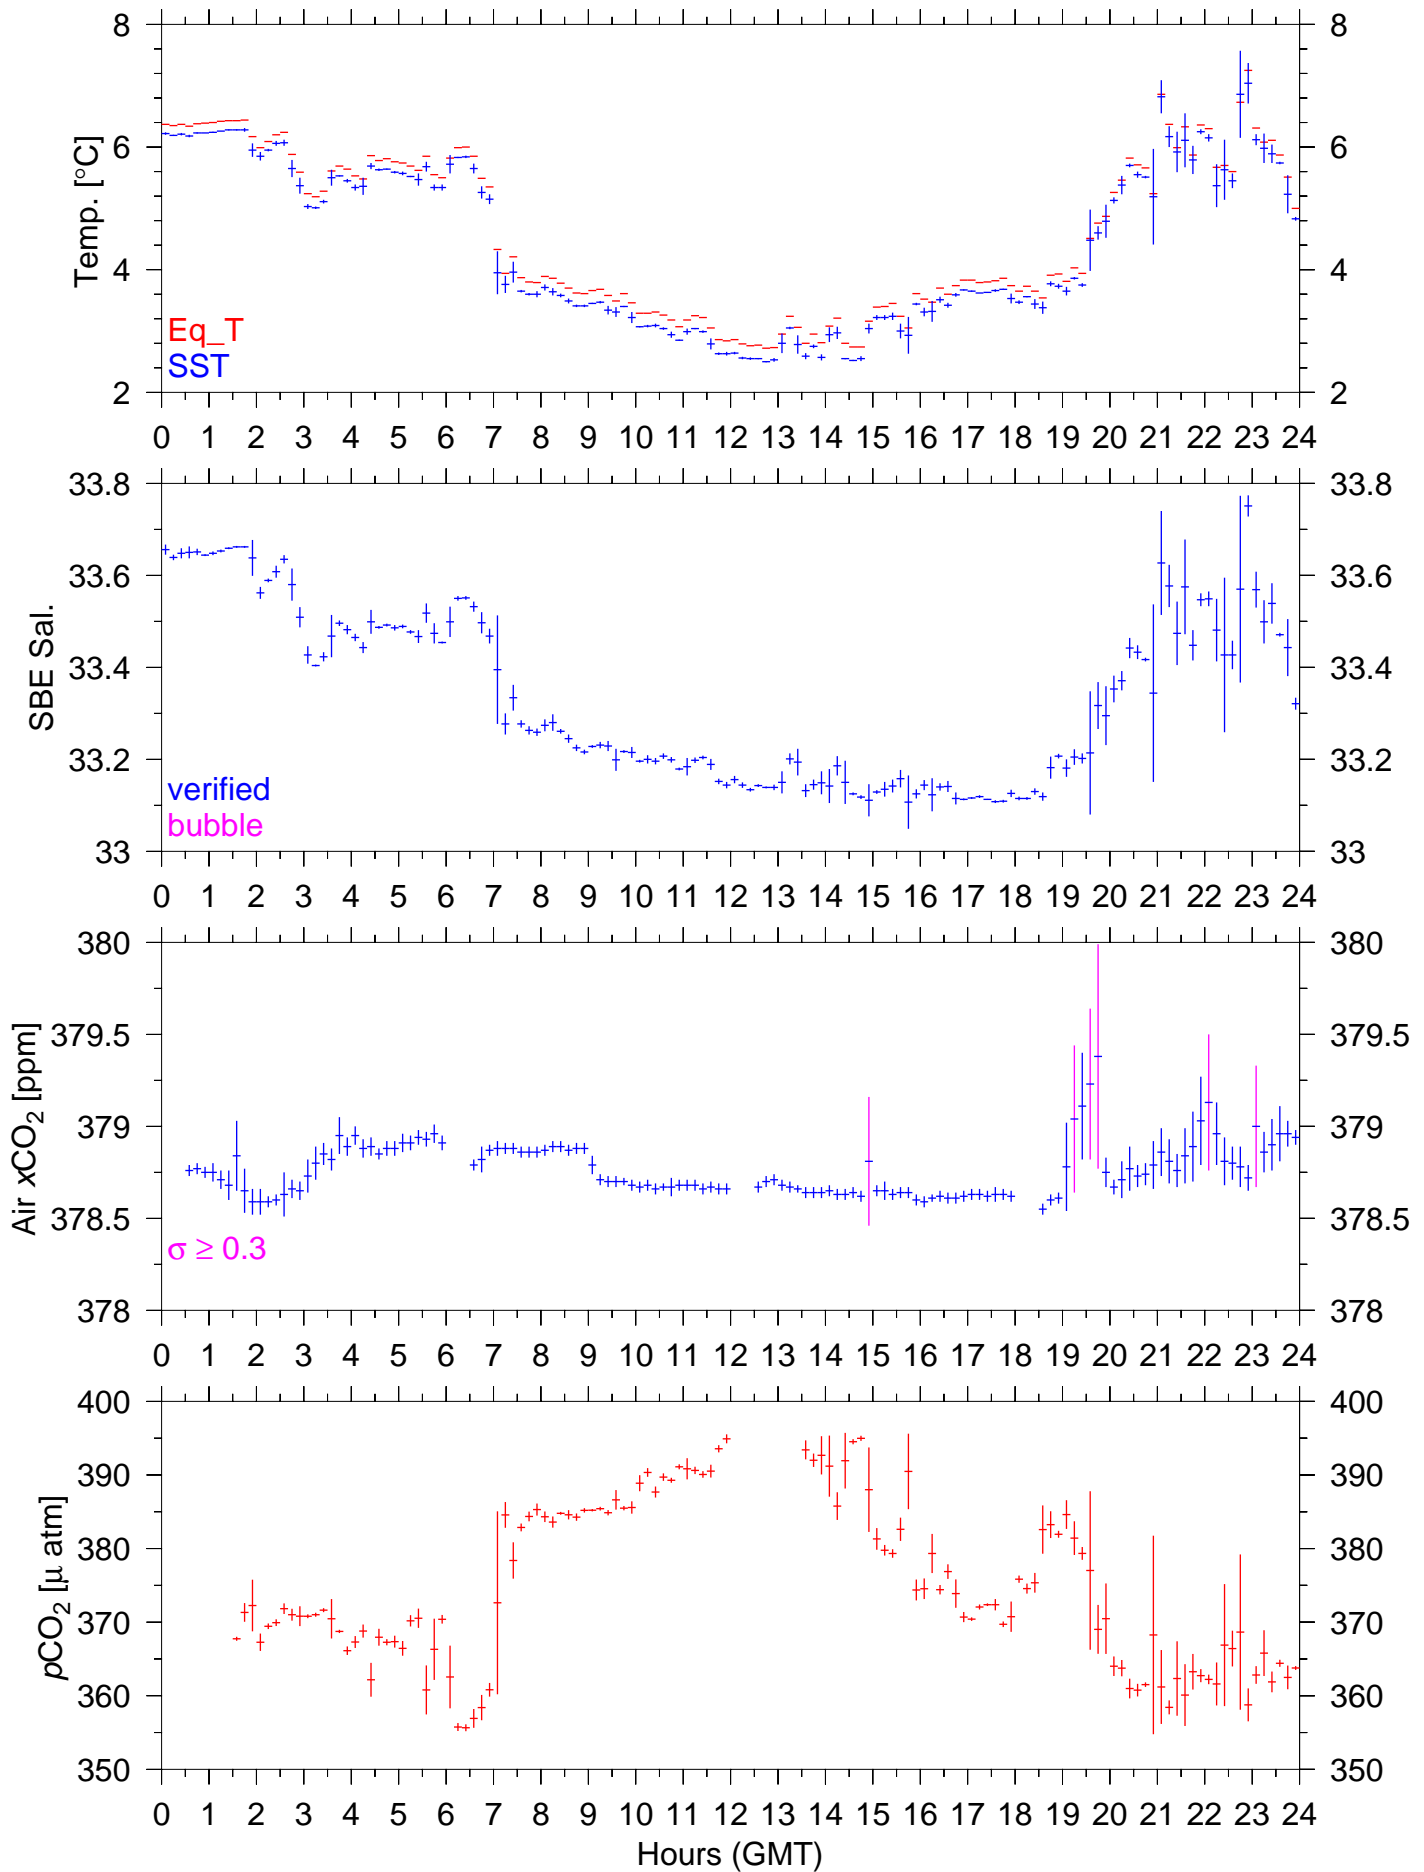 8 8
6 6
4 4
2 2
Temp. [°C]
Eq_T
SST
0 1 2 3 4 5 6 7 8 9 10 11 12 13 14 15 16 17 18 19 20 21 22 23 24
33.8 33.8
33.6 33.6
33.4 33.4
33.2 33.2
33 33
SBE Sal.
verified
bubble
0 1 2 3 4 5 6 7 8 9 10 11 12 13 14 15 16 17 18 19 20 21 22 23 24
380 380
379.5 379.5
379 379
378.5 378.5
378 378
Air xCO₂ [ppm]
σ ≥ 0.3
0 1 2 3 4 5 6 7 8 9 10 11 12 13 14 15 16 17 18 19 20 21 22 23 24
400 400
390 390
380 380
370 370
360 360
350 350
pCO₂ [μ atm]
0 1 2 3 4 5 6 7 8 9 10 11 12 13 14 15 16 17 18 19 20 21 22 23 24
Hours (GMT)